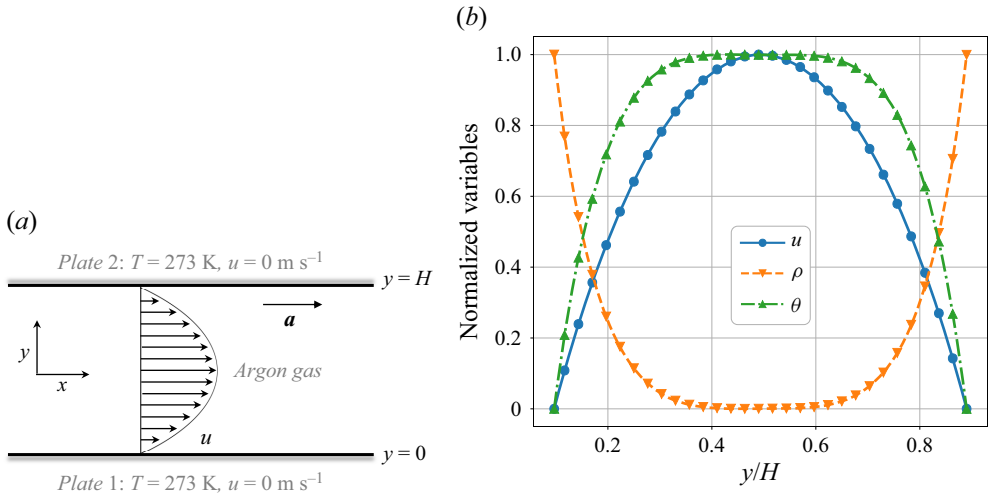 (a)
Plate 2: T = 273 K, u = 0 m s⁻¹
y = H
a
y
x
Argon gas
u
y = 0
Plate 1: T = 273 K, u = 0 m s⁻¹
(b)
1.0
0.8
0.6
0.4
0.2
0
Normalized variables
u
ρ
θ
0.2
0.4
0.6
0.8
y/H